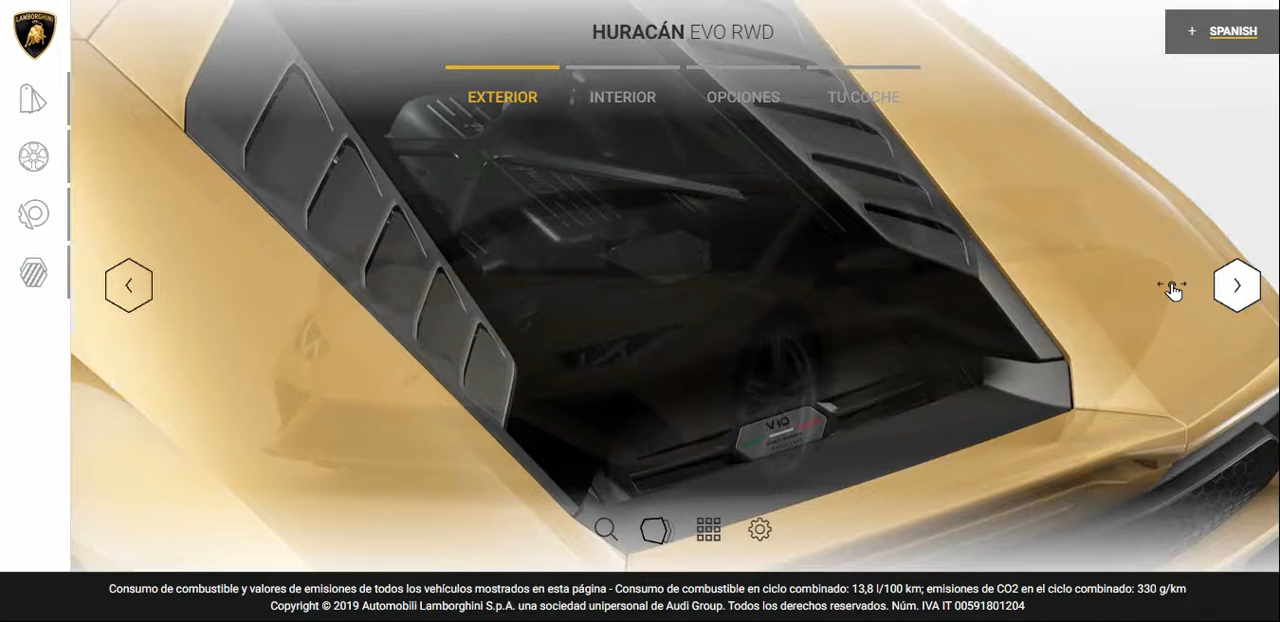 LAMBORGHINI
HURACÁN EVO RWD
+ SPANISH
EXTERIOR INTERIOR OPCIONES TU COCHE
V10
Consumo de combustible y valores de emisiones de todos los vehículos mostrados en esta página - Consumo de combustible en ciclo combinado: 13,8 l/100 km; emisiones de CO2 en el ciclo combinado: 330 g/km
Copyright © 2019 Automobili Lamborghini S.p.A. una sociedad unipersonal de Audi Group. Todos los derechos reservados. Núm. IVA IT 00591801204